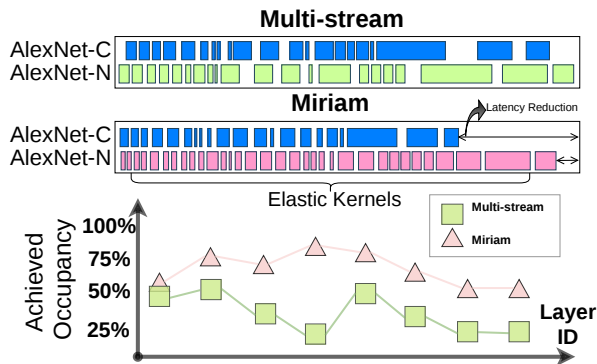 Multi-stream
AlexNet-C
AlexNet-N
Miriam
Latency Reduction
AlexNet-C
AlexNet-N
Elastic Kernels
100%
75%
50%
25%
Achieved
Occupancy
Multi-stream
Miriam
Layer
ID